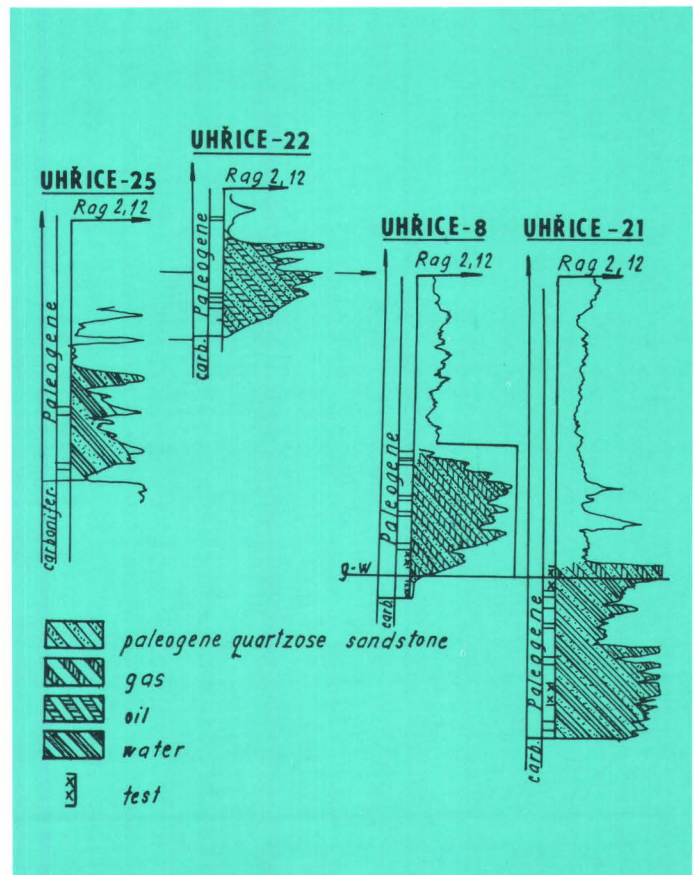 UHŘICE-25
Rag 2,12
Paleogene
carbonifer.
UHŘICE-22
Rag 2,12
Paleogene
carb.
UHŘICE-8
Rag 2,12
Paleogene
g-w
carb.
UHŘICE-21
Rag 2,12
Paleogene
carb.
paleogene quartzose sandstone
gas
oil
water
test